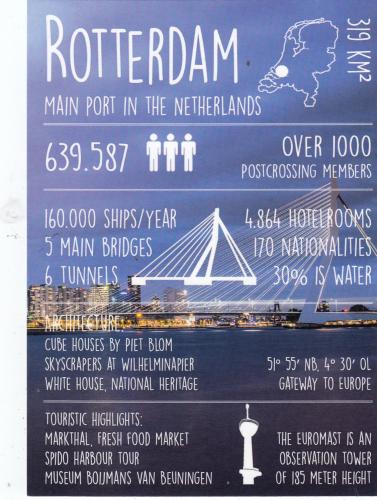 ROTTERDAM
319 KM²
MAIN PORT IN THE NETHERLANDS
639.587
OVER 1000
POSTCROSSING MEMBERS
160.000 SHIPS/YEAR
5 MAIN BRIDGES
6 TUNNELS
4.864 HOTELROOMS
170 NATIONALITIES
30% IS WATER
ARCHITECTURE:
CUBE HOUSES BY PIET BLOM
SKYSCRAPERS AT WILHELMINAPIER
WHITE HOUSE, NATIONAL HERITAGE
51° 55' NB, 4° 30' OL
GATEWAY TO EUROPE
TOURISTIC HIGHLIGHTS:
MARKTHAL, FRESH FOOD MARKET
SPIDO HARBOUR TOUR
MUSEUM BOIJMANS VAN BEUNINGEN
THE EUROMAST IS AN
OBSERVATION TOWER
OF 185 METER HEIGHT